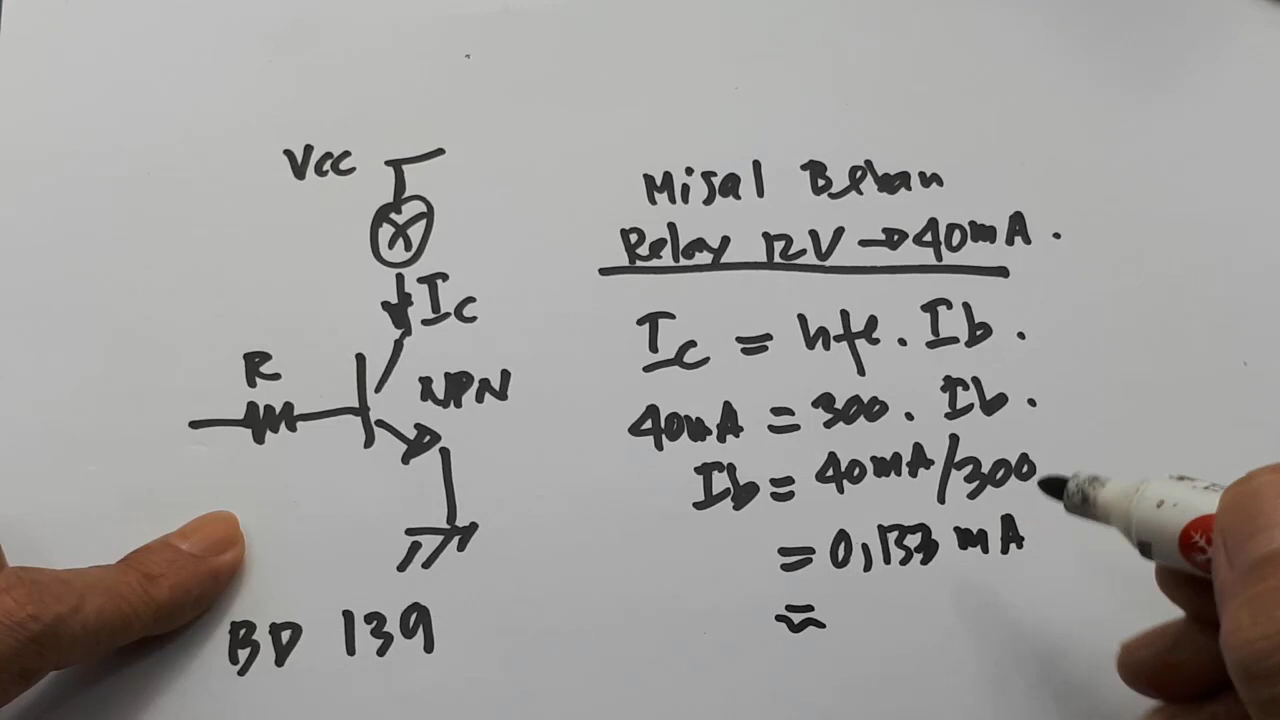 Vcc
Ic
R
NPN
BD 139
Misal Beban
Relay 12V → 40mA.
Ic = hfe. Ib.
40mA = 300. Ib.
Ib = 40mA/300
= 0,133 mA
≈